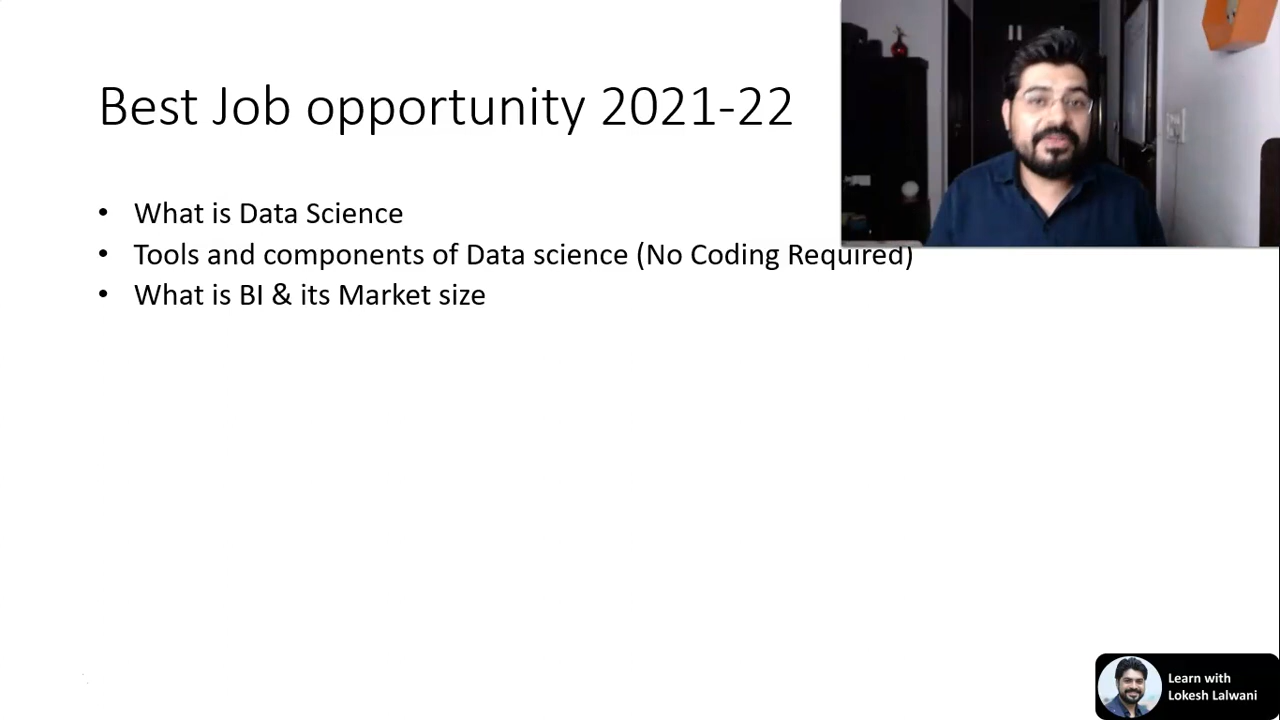 Best Job opportunity 2021-22
• What is Data Science
• Tools and components of Data science (No Coding Required)
• What is BI & its Market size
Learn with
Lokesh Lalwani